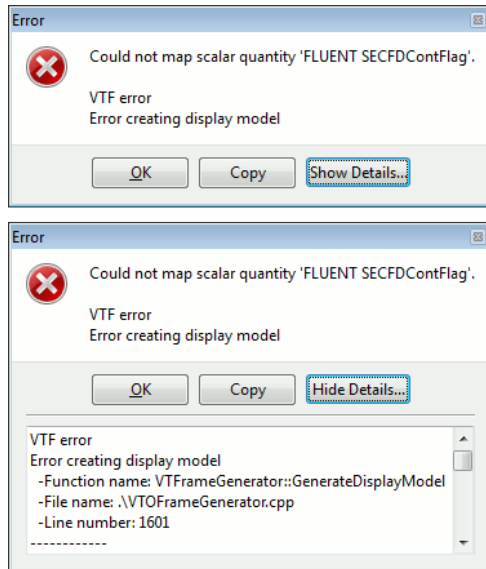 Error
Could not map scalar quantity 'FLUENT SECFDContFlag'.
VTF error
Error creating display model
OK
Copy
Show Details...
Error
Could not map scalar quantity 'FLUENT SECFDContFlag'.
VTF error
Error creating display model
OK
Copy
Hide Details...
VTF error
Error creating display model
-Function name: VTFrameGenerator::GenerateDisplayModel
-File name: .\VTOFrameGenerator.cpp
-Line number: 1601
------------